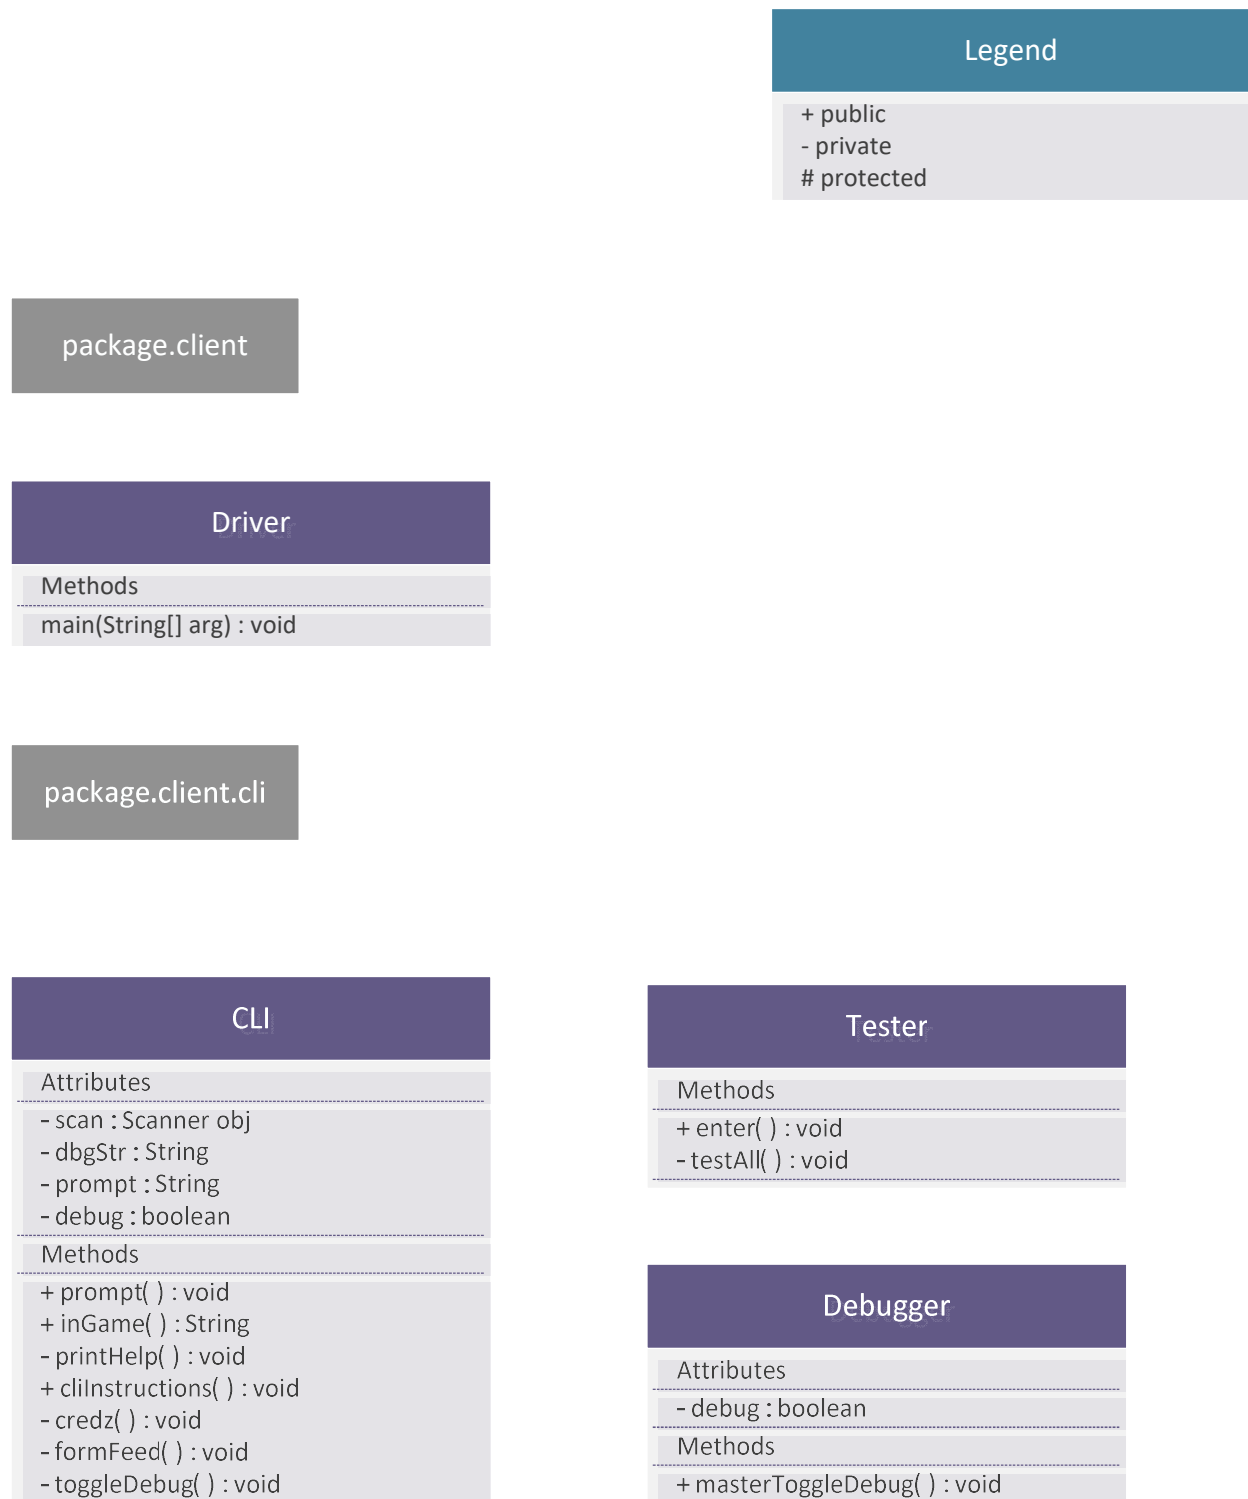 Legend
+ public
- private
# protected
package.client
Driver
Methods
main(String[] arg) : void
package.client.cli
CLI
Attributes
- scan : Scanner obj
- dbgStr : String
- prompt : String
- debug : boolean
Methods
+ prompt( ) : void
+ inGame( ) : String
- printHelp( ) : void
+ cliInstructions( ) : void
- credz( ) : void
- formFeed( ) : void
- toggleDebug( ) : void
Tester
Methods
+ enter( ) : void
- testAll( ) : void
Debugger
Attributes
- debug : boolean
Methods
+ masterToggleDebug( ) : void